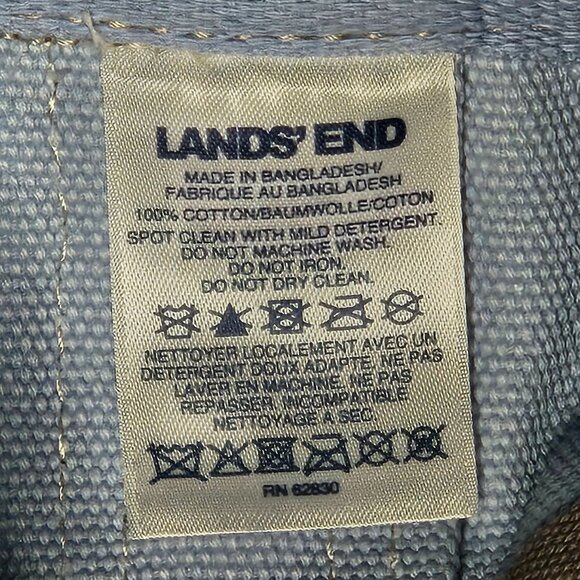 LANDS' END
MADE IN BANGLADESH/
FABRIQUE AU BANGLADESH
100% COTTON/BAUMWOLLE/COTON
SPOT CLEAN WITH MILD DETERGENT.
DO NOT MACHINE WASH.
DO NOT IRON.
DO NOT DRY CLEAN.
NETTOYER LOCALEMENT AVEC UN
DETERGENT DOUX ADAPTE, NE PAS
LAVER EN MACHINE, NE PAS
REPASSER, INCOMPATIBLE
NETTOYAGE A SEC
RN 62830